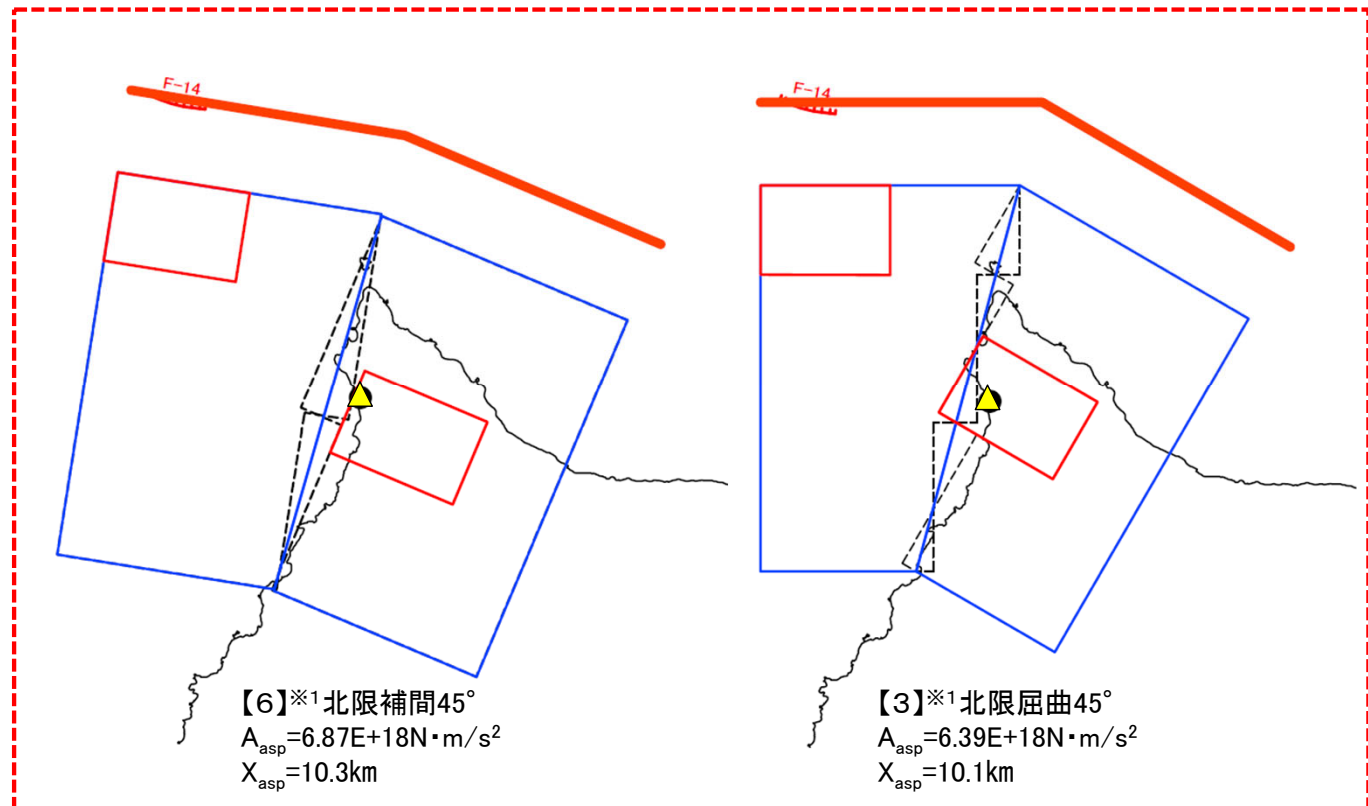 F-14
F-14
【6】※1北限補間45°
Aasp=6.87E+18N・m/s2
Xasp=10.3km
【3】※1北限屈曲45°
Aasp=6.39E+18N・m/s2
Xasp=10.1km